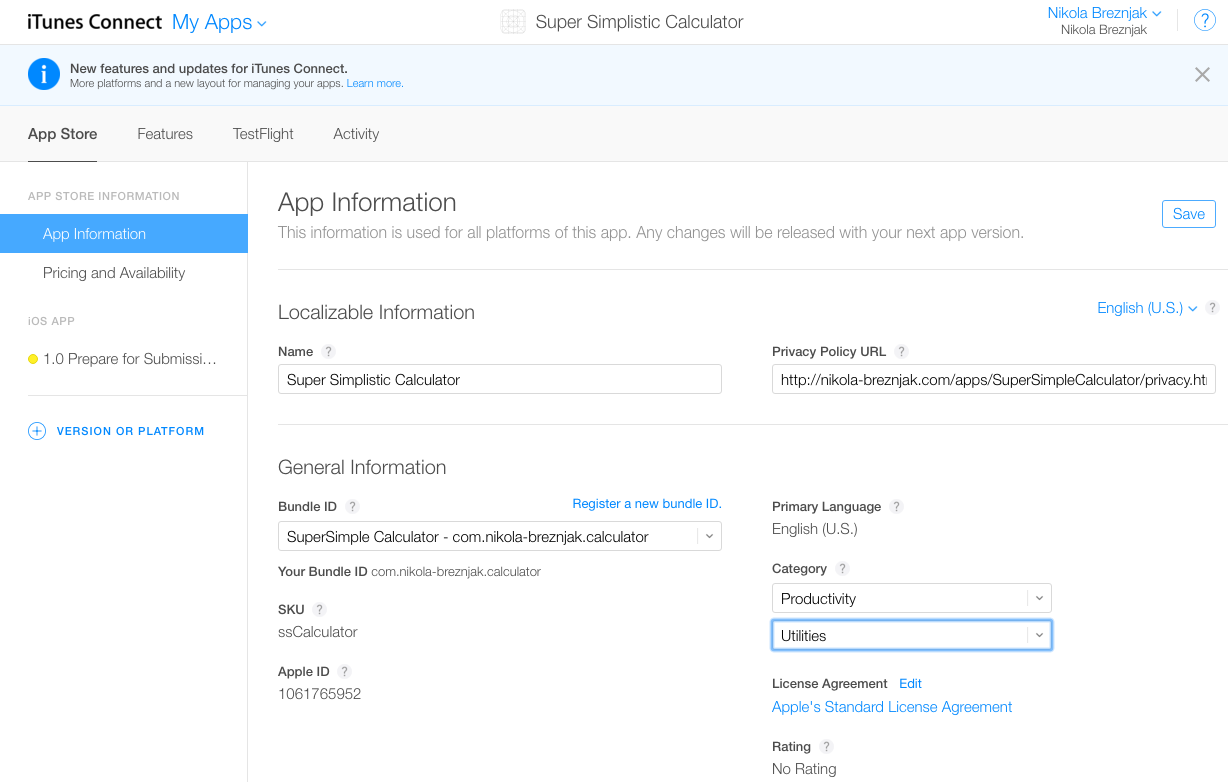 iTunes Connect My Apps
Super Simplistic Calculator
Nikola Breznjak
Nikola Breznjak
?
i
New features and updates for iTunes Connect.
More platforms and a new layout for managing your apps. Learn more.
App Store Features TestFlight Activity
APP STORE INFORMATION
App Information
Pricing and Availability
iOS APP
1.0 Prepare for Submissi…
VERSION OR PLATFORM
App Information
Save
This information is used for all platforms of this app. Any changes will be released with your next app version.
Localizable Information
English (U.S.) ?
Name ?
Super Simplistic Calculator
Privacy Policy URL ?
http://nikola-breznjak.com/apps/SuperSimpleCalculator/privacy.ht
General Information
Bundle ID ? Register a new bundle ID.
SuperSimple Calculator - com.nikola-breznjak.calculator
Your Bundle ID com.nikola-breznjak.calculator
SKU ?
ssCalculator
Apple ID ?
1061765952
Primary Language ?
English (U.S.)
Category ?
Productivity
Utilities
License Agreement Edit
Apple's Standard License Agreement
Rating ?
No Rating